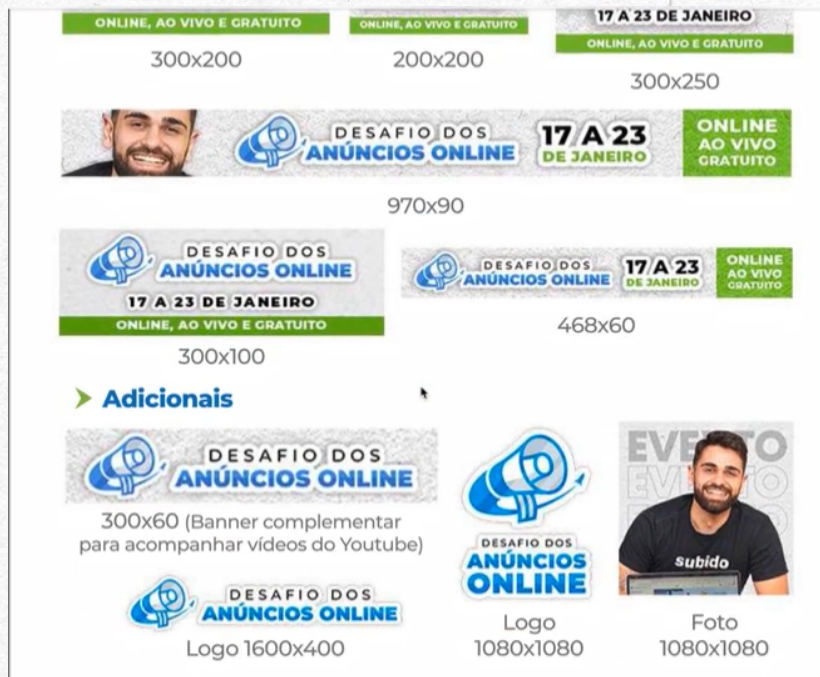 ONLINE, AO VIVO E GRATUITO
300x200
ONLINE, AO VIVO E GRATUITO
200x200
17 A 23 DE JANEIRO
ONLINE, AO VIVO E GRATUITO
300x250
DESAFIO DOS
ANÚNCIOS ONLINE
17 A 23
DE JANEIRO
ONLINE
AO VIVO
GRATUITO
970x90
DESAFIO DOS
ANÚNCIOS ONLINE
17 A 23 DE JANEIRO
ONLINE, AO VIVO E GRATUITO
300x100
DESAFIO DOS
ANÚNCIOS ONLINE
17 A 23
DE JANEIRO
ONLINE
AO VIVO
GRATUITO
468x60
Adicionais
DESAFIO DOS
ANÚNCIOS ONLINE
300x60 (Banner complementar
para acompanhar vídeos do Youtube)
DESAFIO DOS
ANÚNCIOS ONLINE
Logo 1600x400
DESAFIO DOS
ANÚNCIOS
ONLINE
Logo
1080x1080
subido
Foto
1080x1080